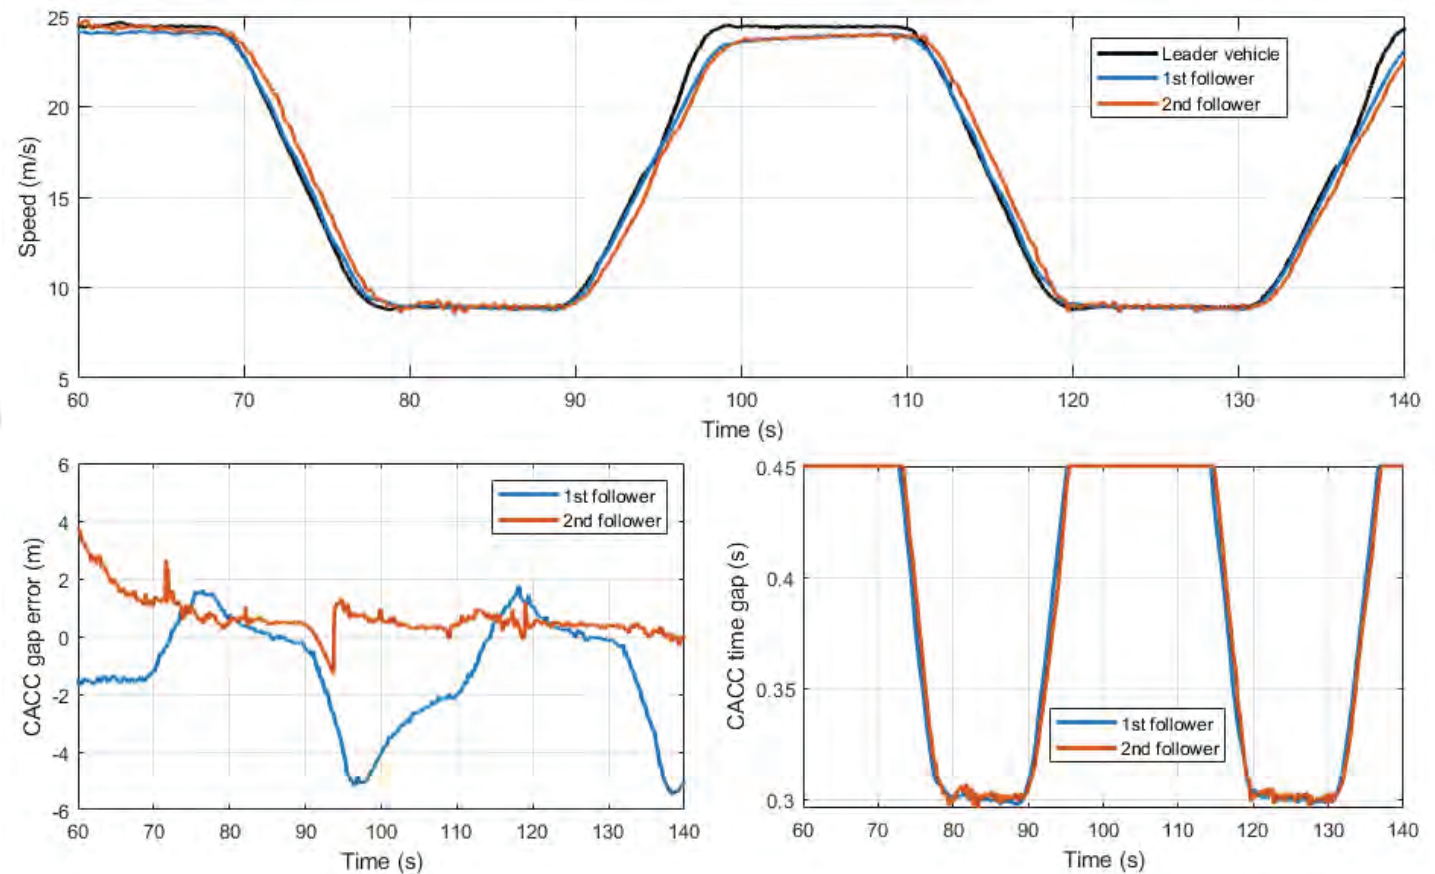 25
20
15
10
5
Speed (m/s)
Leader vehicle
1st follower
2nd follower
60 70 80 90 100 110 120 130 140
Time (s)
6
4
2
0
-2
-4
-6
CACC gap error (m)
1st follower
2nd follower
60 70 80 90 100 110 120 130 140
Time (s)
0.45
0.4
0.35
0.3
CACC time gap (s)
1st follower
2nd follower
60 70 80 90 100 110 120 130 140
Time (s)